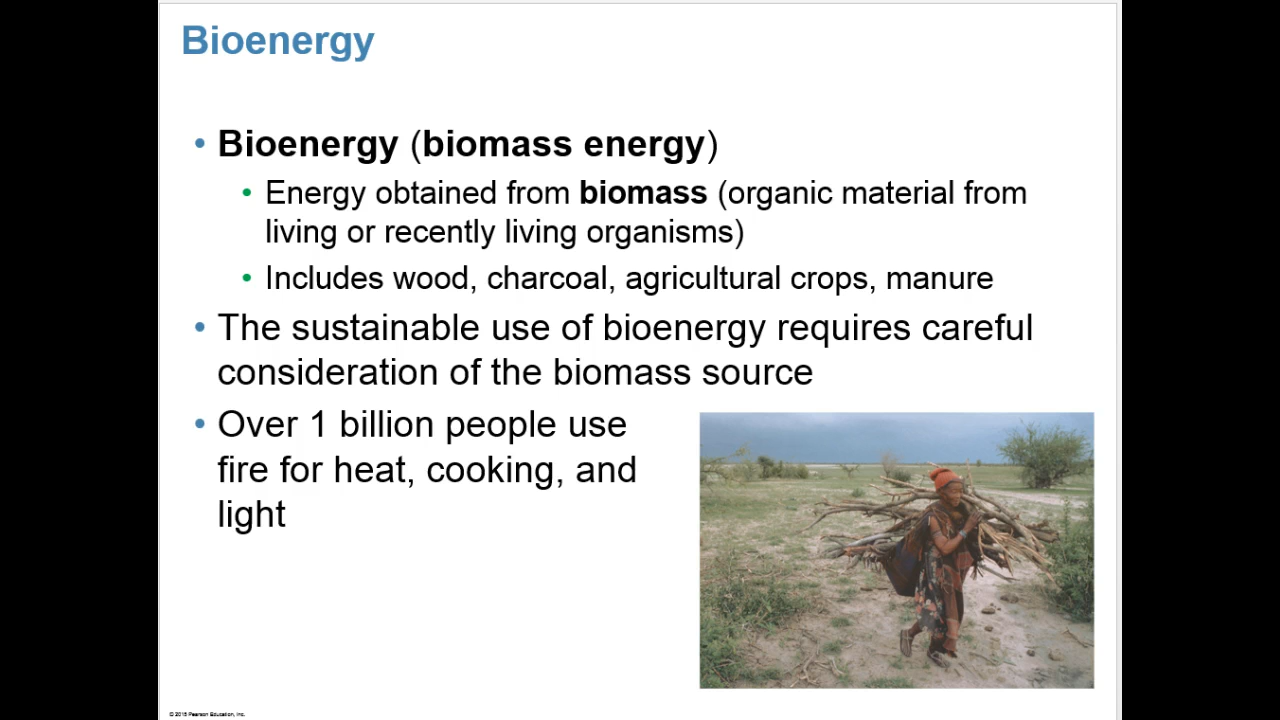 Bioenergy
• Bioenergy (biomass energy)
• Energy obtained from biomass (organic material from
living or recently living organisms)
• Includes wood, charcoal, agricultural crops, manure
• The sustainable use of bioenergy requires careful
consideration of the biomass source
• Over 1 billion people use
fire for heat, cooking, and
light
© 2015 Pearson Education, Inc.